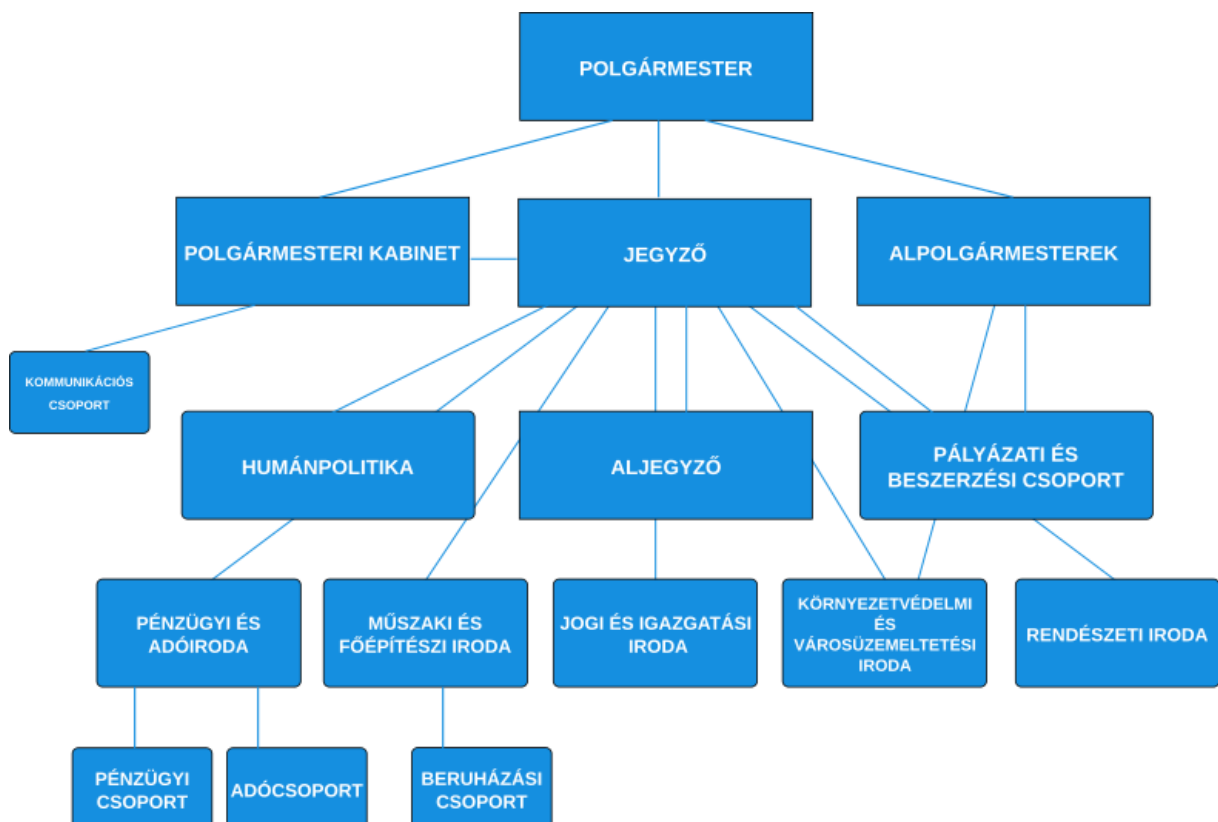 POLGÁRMESTER
POLGÁRMESTERI KABINET
JEGYZŐ
ALPOLGÁRMESTEREK
KOMMUNIKÁCIÓS
CSOPORT
HUMÁNPOLITIKA
ALJEGYZŐ
PÁLYÁZATI ÉS
BESZERZÉSI CSOPORT
PÉNZÜGYI ÉS
ADÓIRODA
MŰSZAKI ÉS
FŐÉPÍTÉSZI IRODA
JOGI ÉS IGAZGATÁSI
IRODA
KÖRNYEZETVÉDELMI
ÉS
VÁROSÜZEMELTETÉSI
IRODA
RENDÉSZETI IRODA
PÉNZÜGYI
CSOPORT
ADÓCSOPORT
BERUHÁZÁSI
CSOPORT